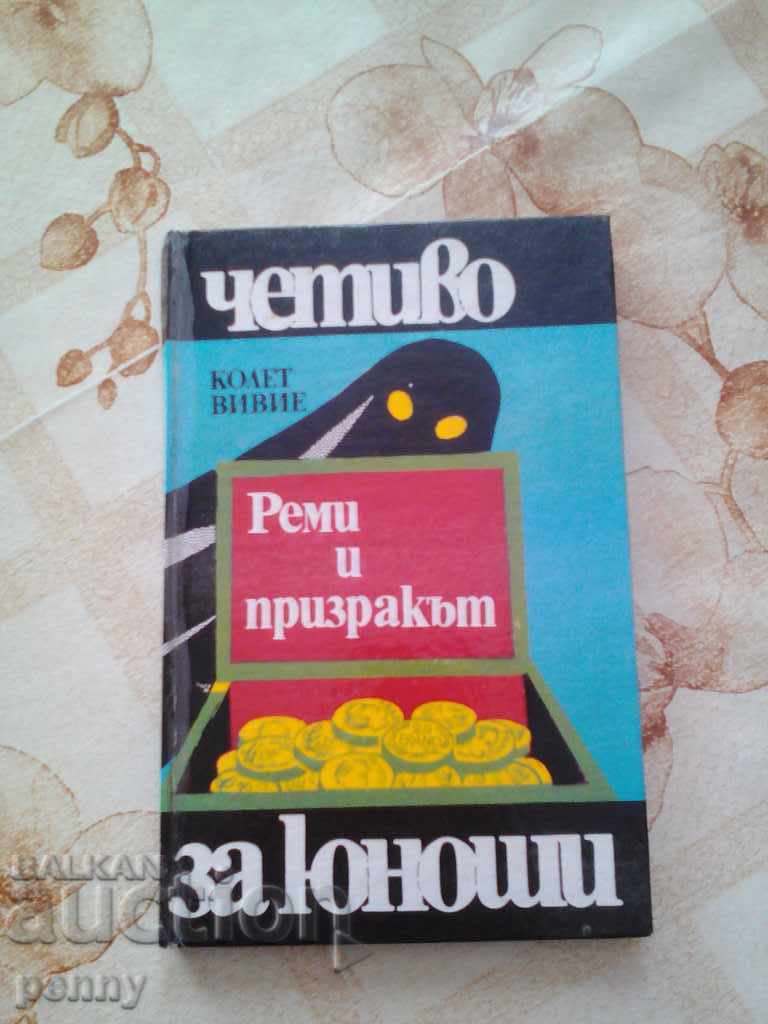 четиво
КОЛЕТ
ВИВИЕ
Реми
и
призракът
за юноши
BALKAN
auction
penny